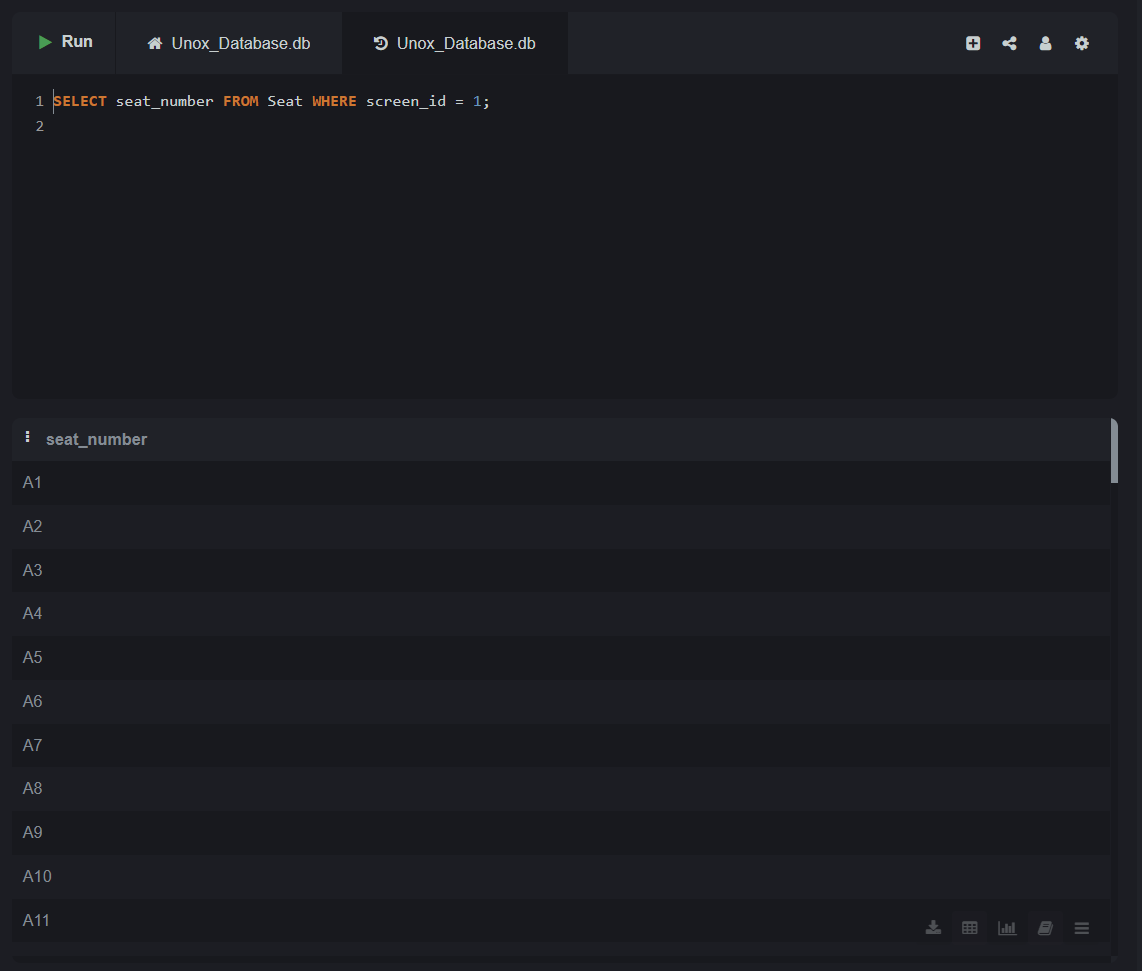 Run Unox_Database.db Unox_Database.db
1 SELECT seat_number FROM Seat WHERE screen_id = 1;
2
seat_number
A1
A2
A3
A4
A5
A6
A7
A8
A9
A10
A11